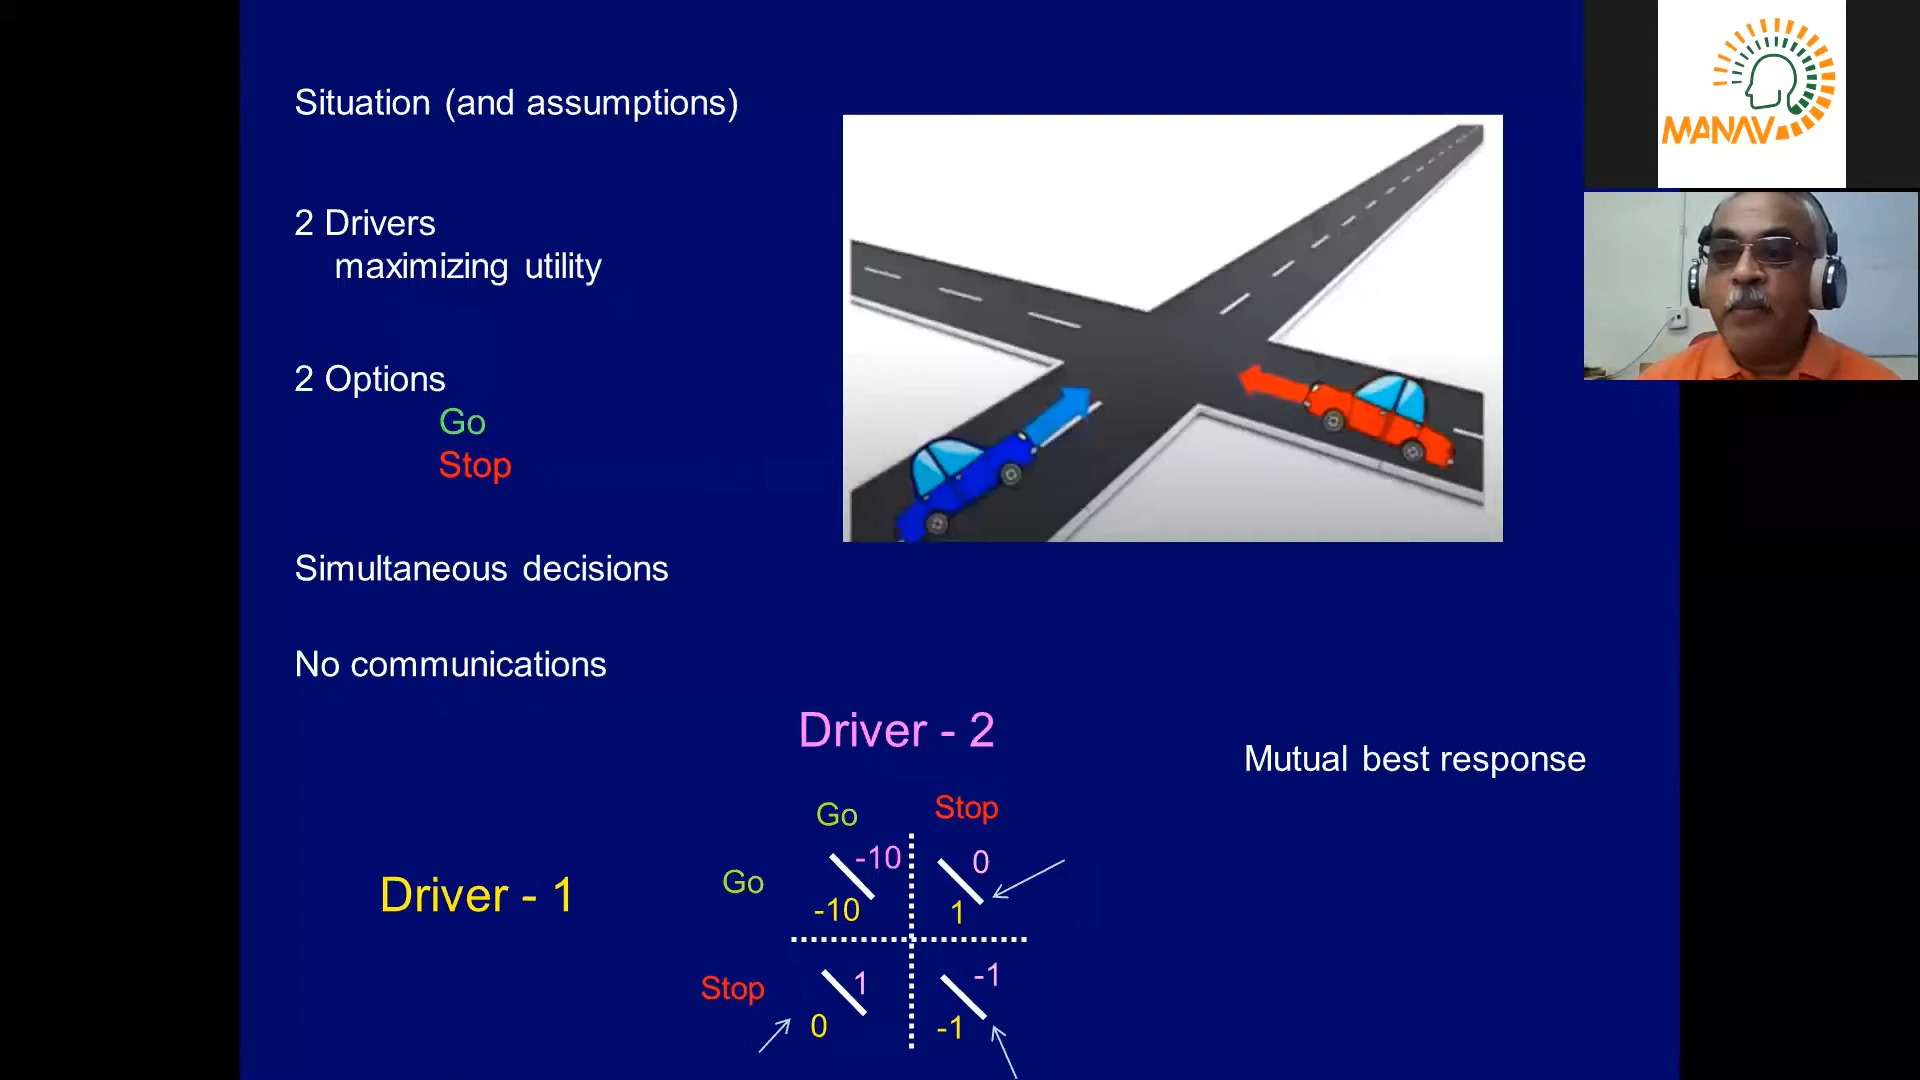 Situation (and assumptions)
MANAV
2 Drivers
maximizing utility
2 Options
Go
Stop
Simultaneous decisions
No communications
Driver - 2
Mutual best response
Go
Stop
-10
0
Driver - 1
Go
-10
1
1
-1
Stop
0
-1